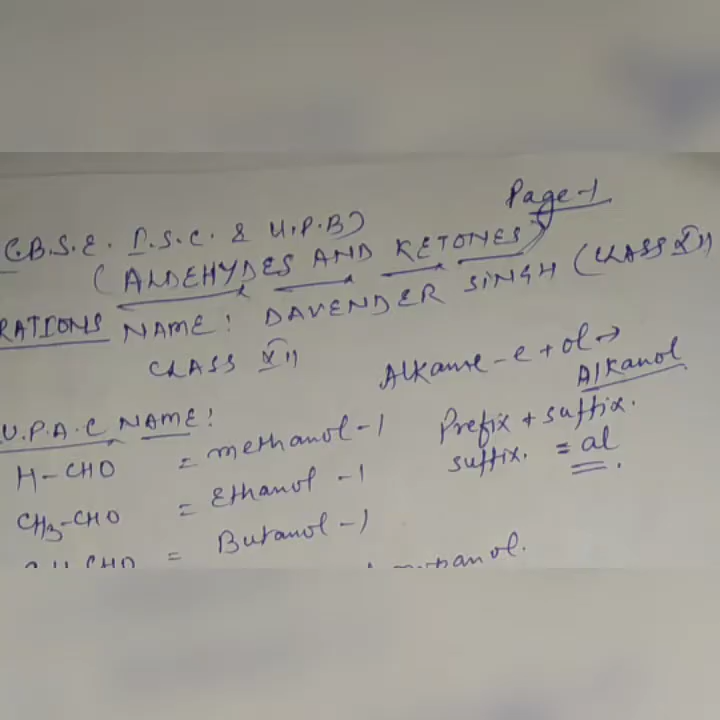 Page-1
C.B.S.E. I.S.C. & U.P.B)
(ALDEHYDES AND KETONES)
RATIONS NAME: DAVENDER SINGH (CLASS XII)
CLASS XII
Alkane - e + ol →
Alkanol
U.P.A.C NAME:
Prefix + suffix.
H-CHO = methanol-1
suffix. = al
CH3-CHO = Ethanol -1
CHO = Butanol-1